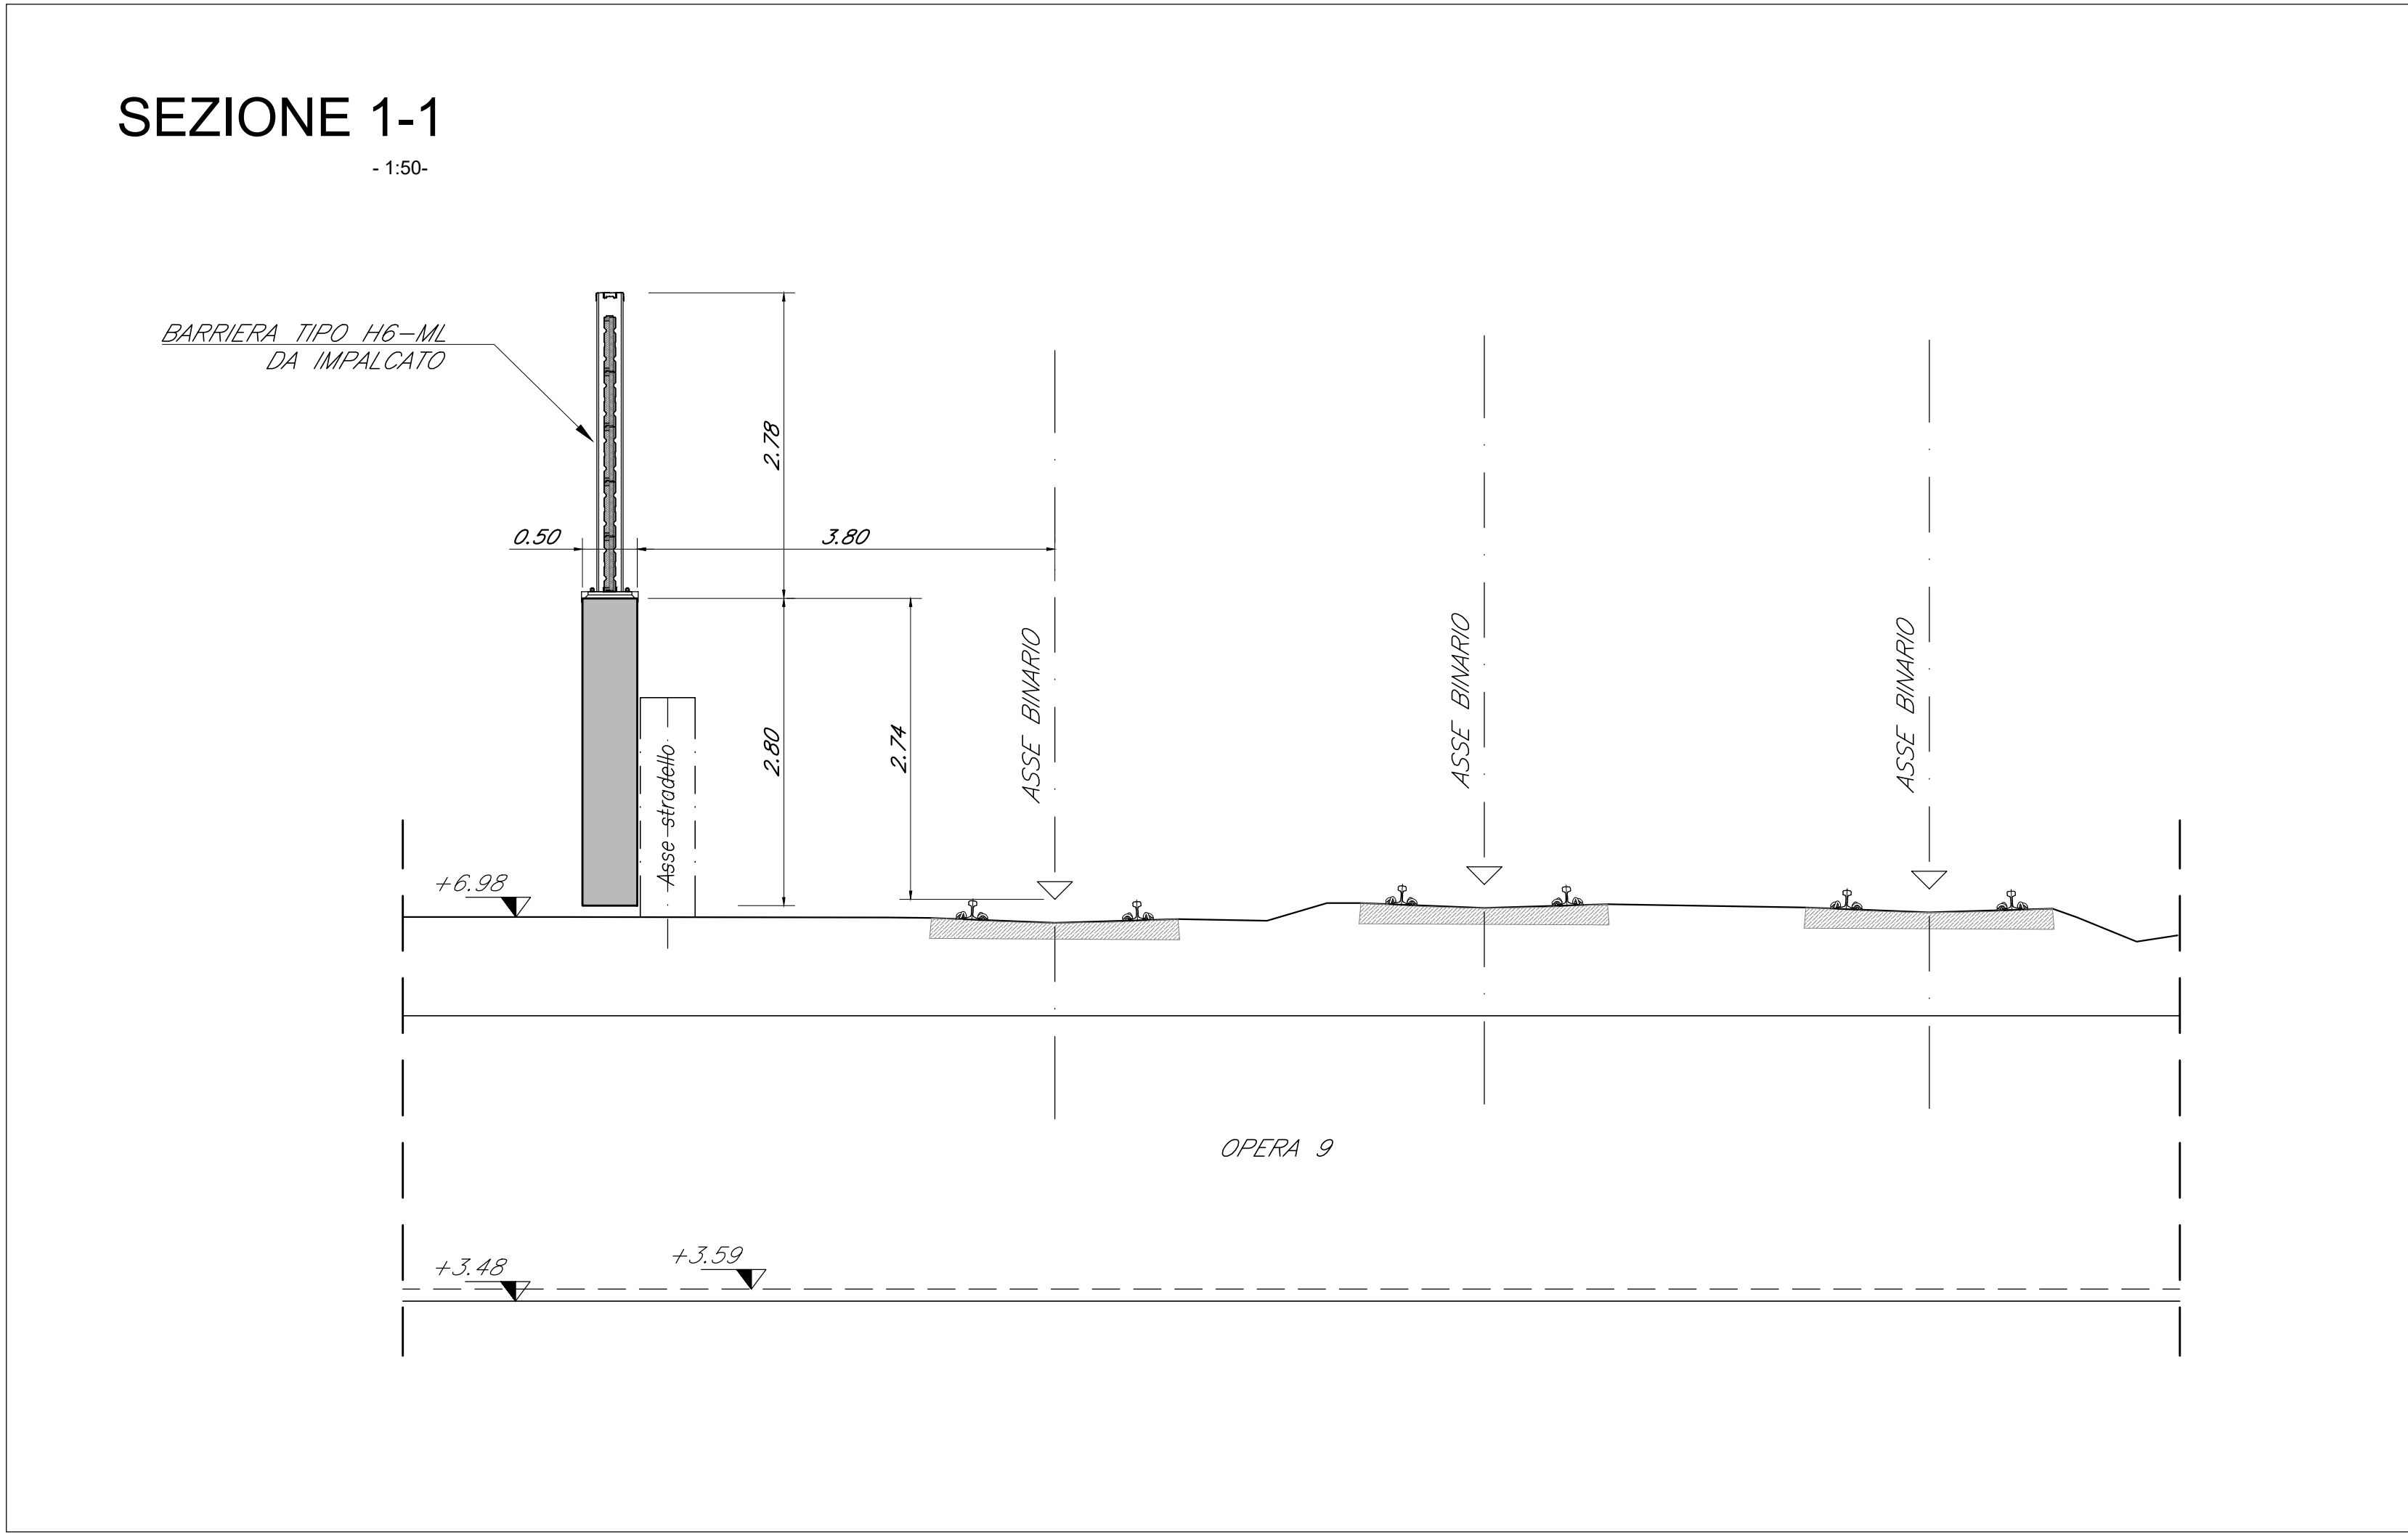 SEZIONE 1-1
- 1:50-
BARRIERA TIPO H6-ML
DA IMPALCATO
2.78
0.50
3.80
2.80
2.74
Asse stradello
ASSE BINARIO
ASSE BINARIO
ASSE BINARIO
+6.98
OPERA 9
+3.48
+3.59